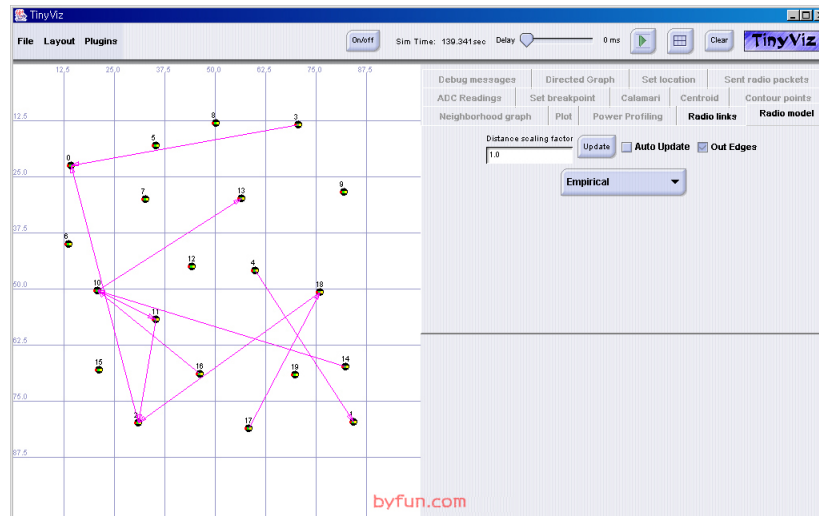 TinyViz
File Layout Plugins
On/off
Sim Time: 139.341sec
Delay
0 ms
Clear
TinyViz
12.5 25.0 37.5 50.0 62.5 75.0 87.5
12.5
25.0
37.5
50.0
62.5
75.0
87.5
8
3
5
0
7
13
9
6
12
4
10
18
11
15
16
19
14
2
17
1
Debug messages Directed Graph Set location Sent radio packets
ADC Readings Set breakpoint Calamari Centroid Contour points
Neighborhood graph Plot Power Profiling Radio links Radio model
Distance scaling factor
1.0
Update
Auto Update
Out Edges
Empirical
byfun.com